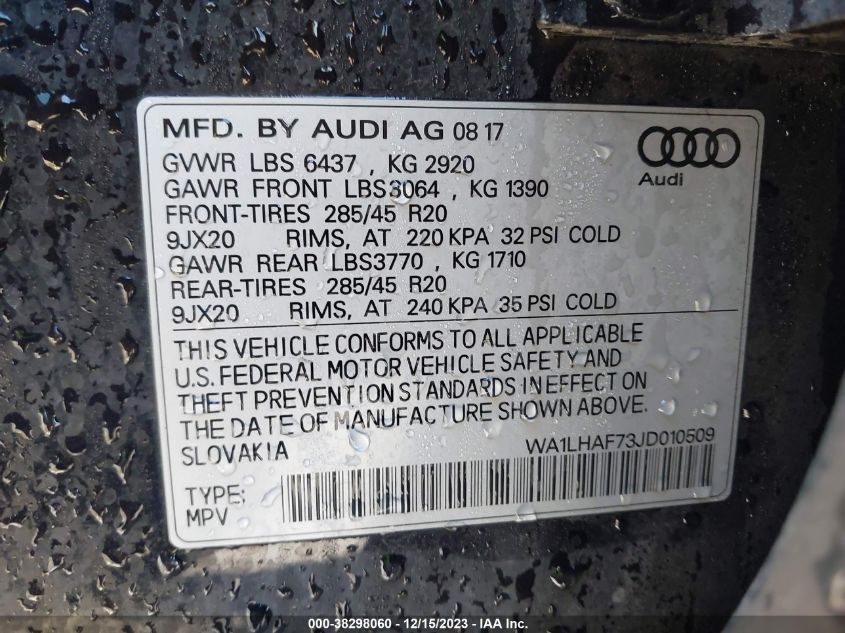 MFD. BY AUDI AG 08 17
GVWR LBS 6437 , KG 2920
GAWR FRONT LBS3064 , KG 1390
FRONT-TIRES 285/45 R20
9JX20 RIMS, AT 220 KPA 32 PSI COLD
GAWR REAR LBS3770 , KG 1710
REAR-TIRES 285/45 R20
9JX20 RIMS, AT 240 KPA 35 PSI COLD
Audi
THIS VEHICLE CONFORMS TO ALL APPLICABLE
U.S. FEDERAL MOTOR VEHICLE SAFETY AND
THEFT PREVENTION STANDARDS IN EFFECT ON
THE DATE OF MANUFACTURE SHOWN ABOVE.
SLOVAKIA WA1LHAF73JD010509
TYPE:
MPV
000-38298060 - 12/15/2023 - IAA Inc.